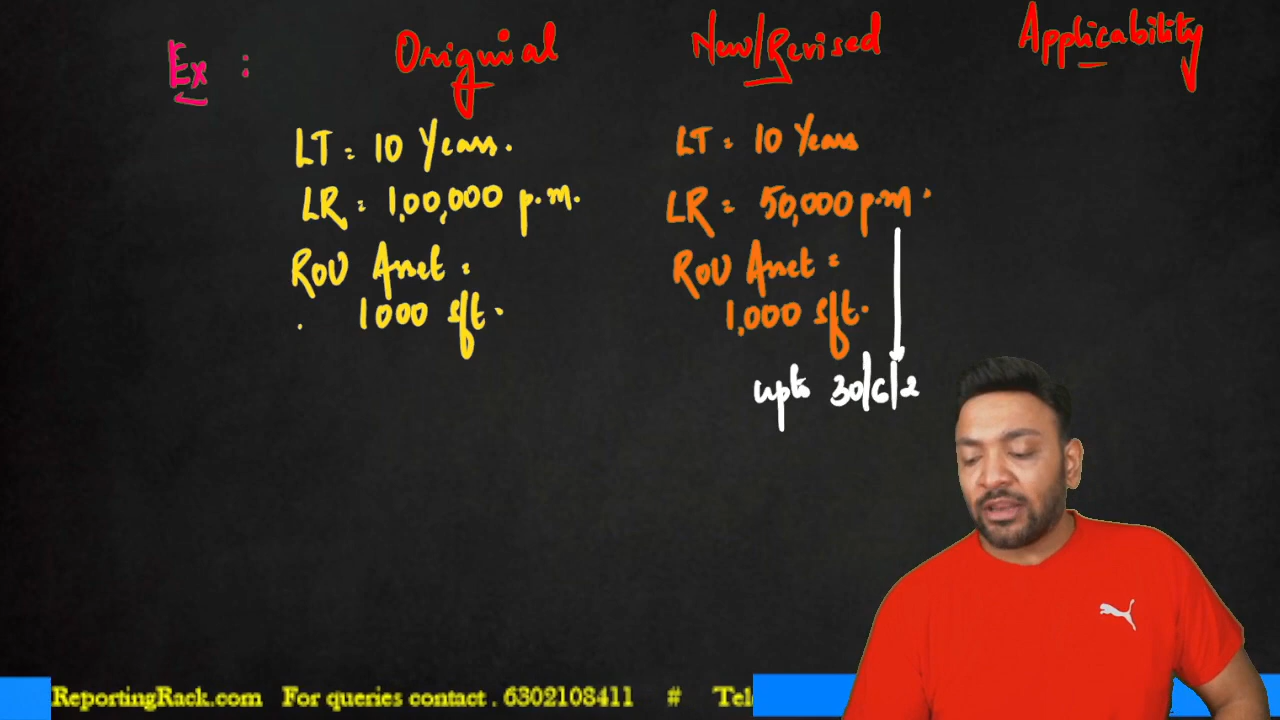 Ex : Original New/Revised Applicability
LT = 10 Years. LT = 10 Years
LR = 1,00,000 p.m. LR = 50,000 p.m.
ROU Asset = ROU Asset =
1000 sft. 1,000 sft.
upto 30/6/2
ReportingRack.com For queries contact . 6302108411 # Tele